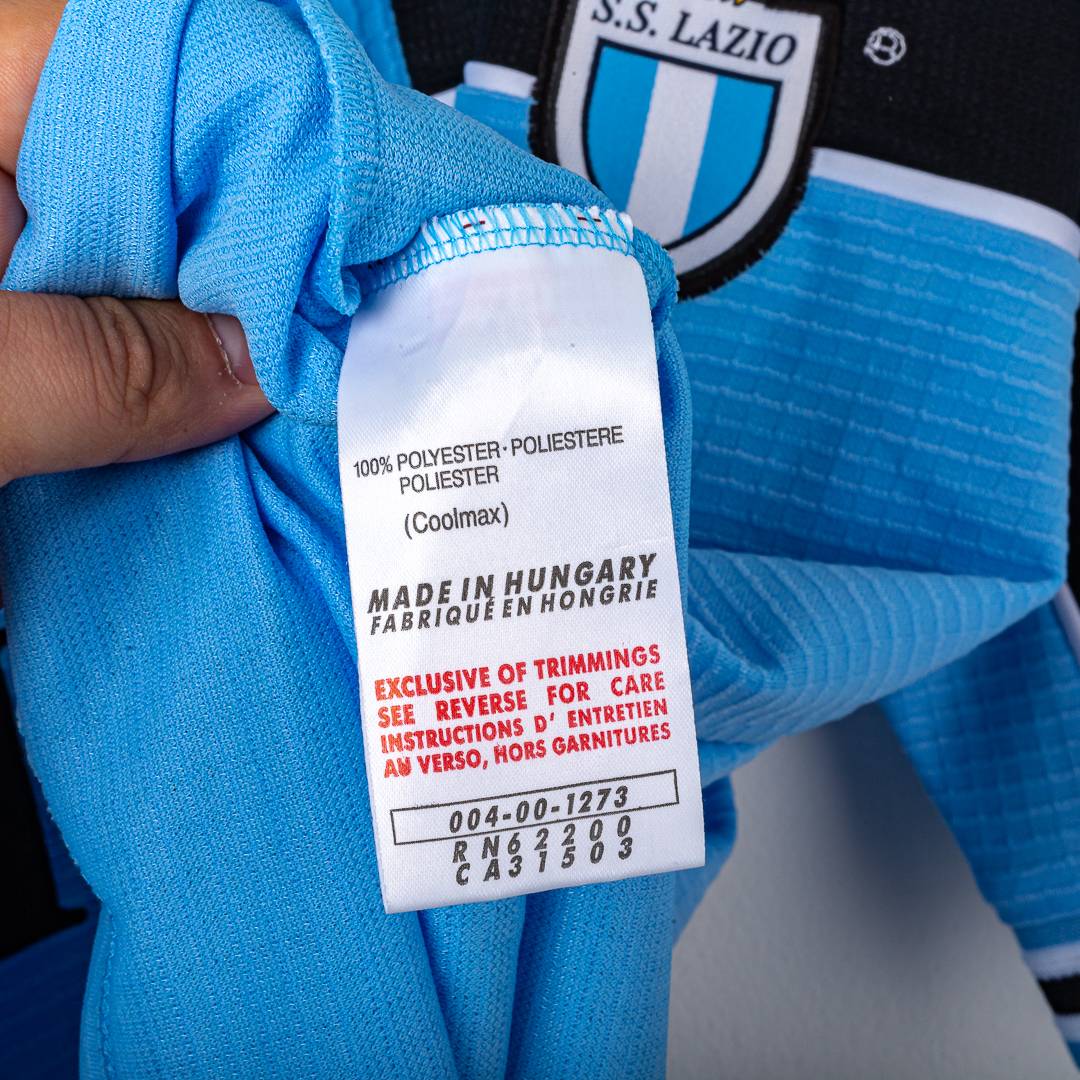 S.S. LAZIO
100% POLYESTER · POLIESTERE
POLIESTER
(Coolmax)
MADE IN HUNGARY
FABRIQUÉ EN HONGRIE
EXCLUSIVE OF TRIMMINGS
SEE REVERSE FOR CARE
INSTRUCTIONS D' ENTRETIEN
AU VERSO, HORS GARNITURES
004-00-1273
RN62200
CA31503